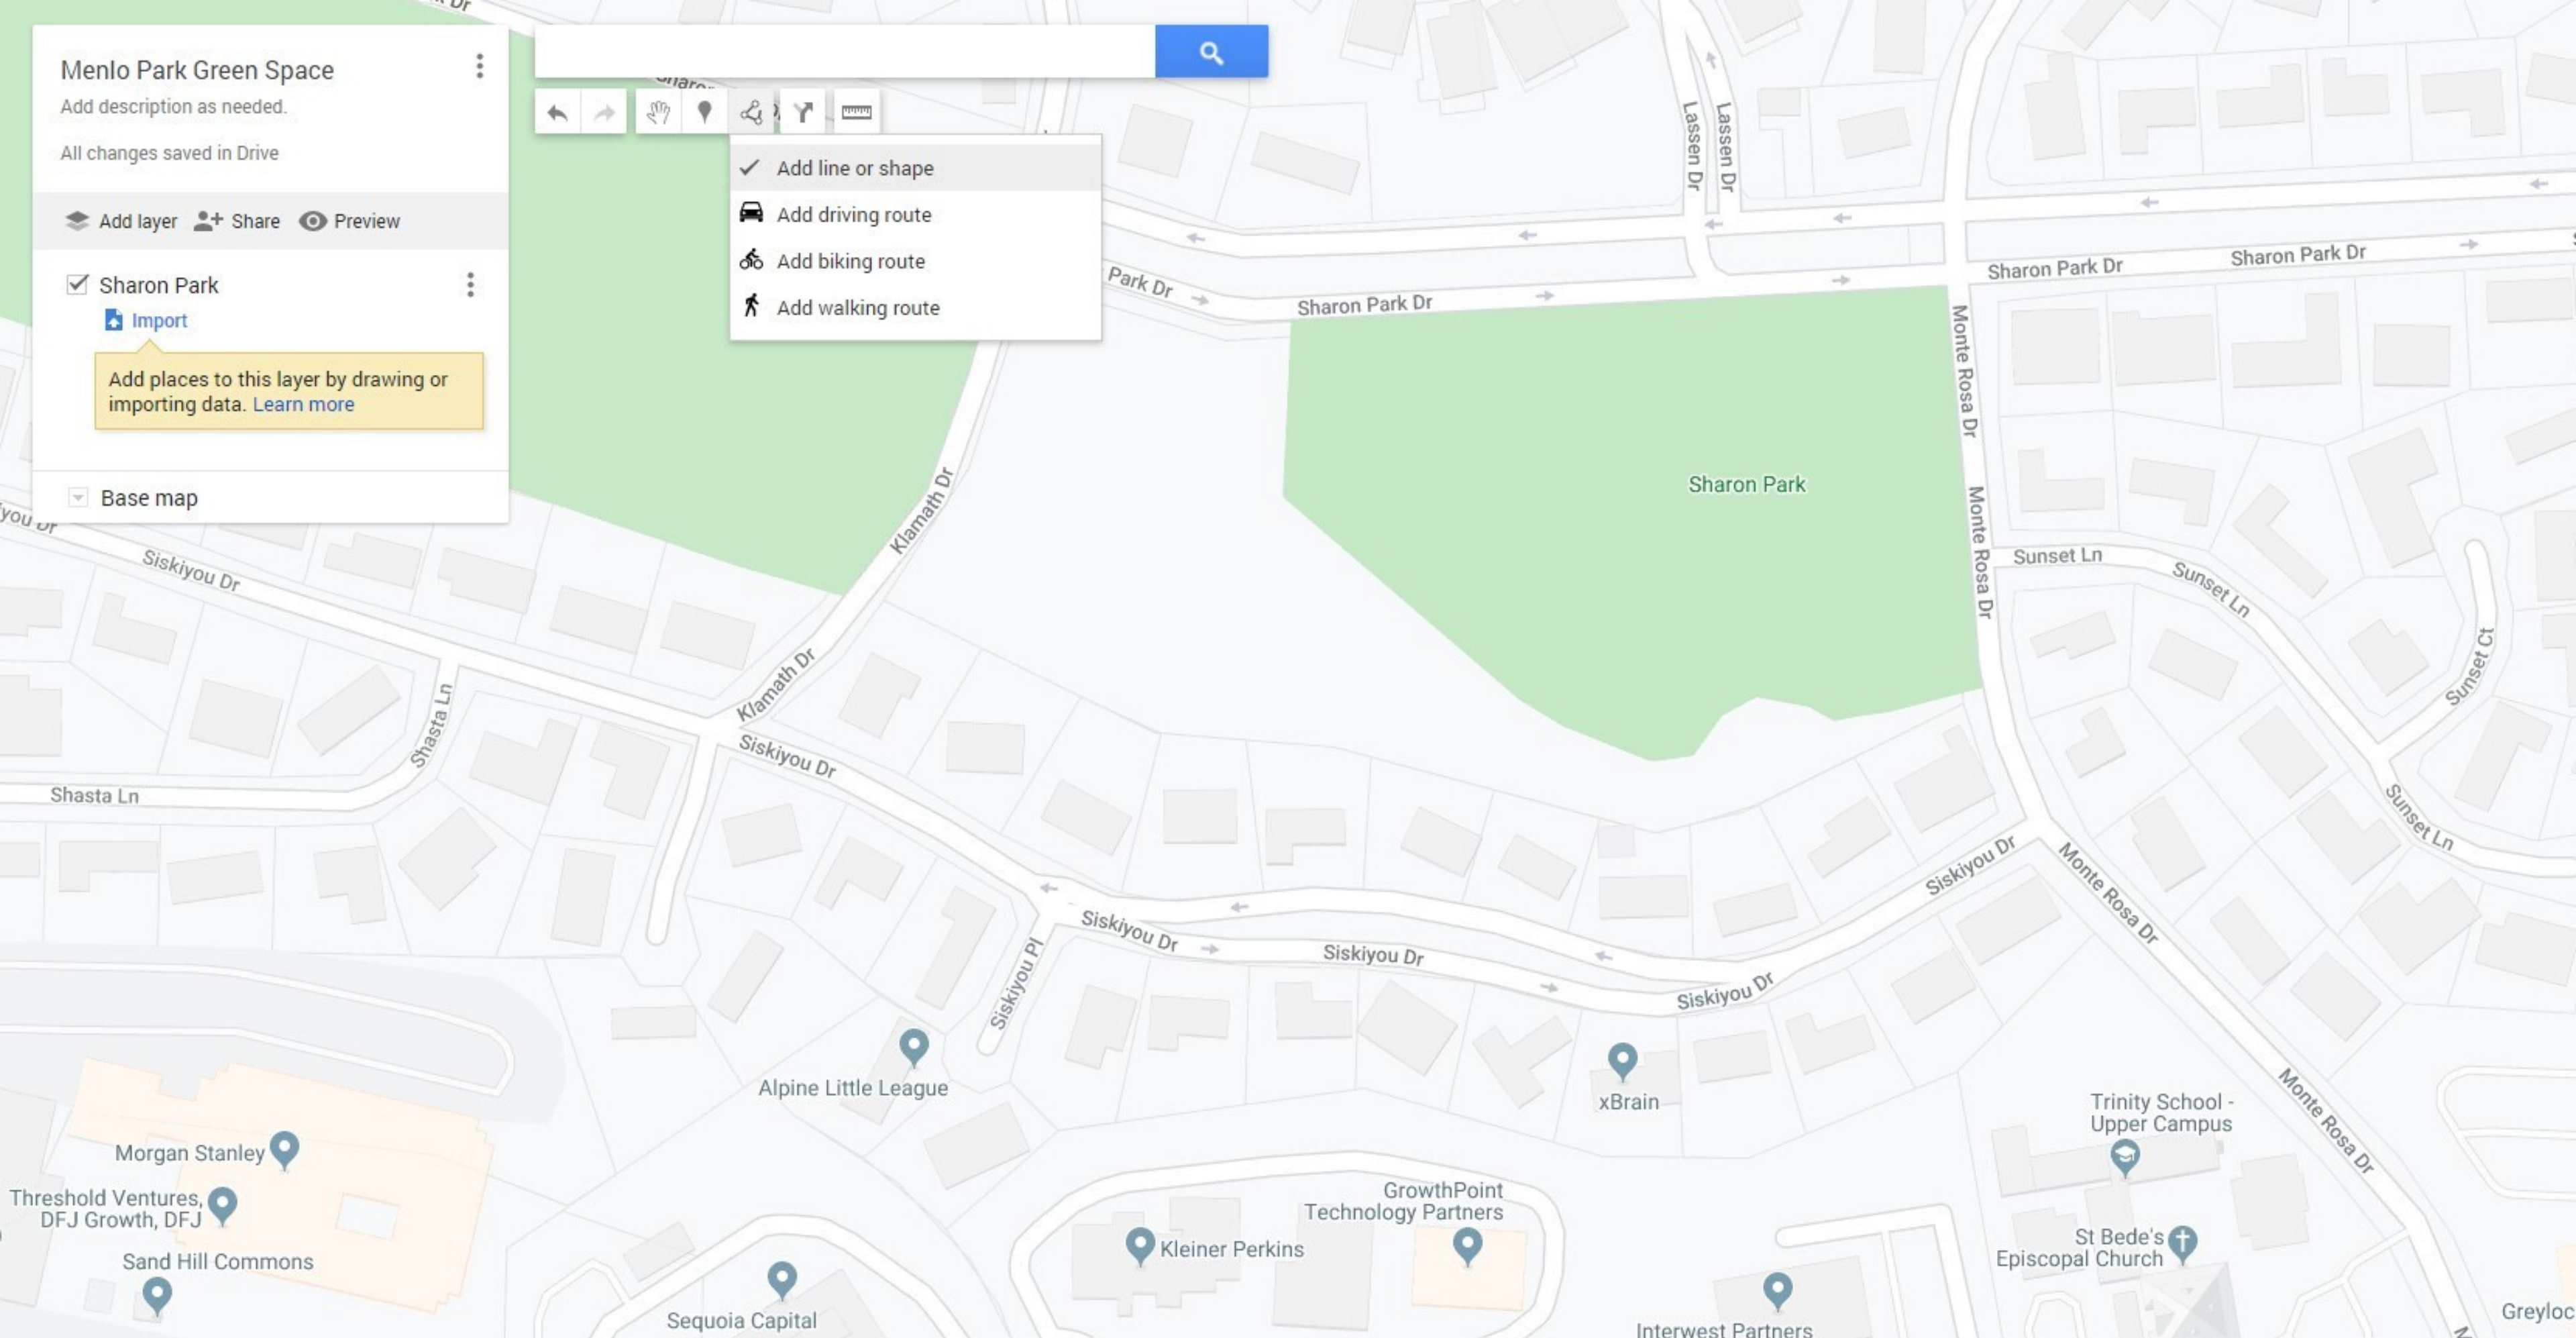 Menlo Park Green Space
Add description as needed.
All changes saved in Drive
Add layer
Share
Preview
Sharon Park
Import
Add places to this layer by drawing or
importing data. Learn more
Base map
Add line or shape
Add driving route
Add biking route
Add walking route
Lassen Dr
Lassen Dr
Park Dr
Sharon Park Dr
Sharon Park Dr
Sharon Park Dr
Monte Rosa Dr
Sharon Park
Monte Rosa Dr
Klamath Dr
Siskiyou Dr
Sunset Ln
Sunset Ln
Sunset Ct
Klamath Dr
Shasta Ln
Siskiyou Dr
Shasta Ln
Sunset Ln
Siskiyou Dr
Monte Rosa Dr
Siskiyou Dr
Siskiyou Dr
Siskiyou Pl
Siskiyou Dr
Alpine Little League
xBrain
Monte Rosa Dr
Trinity School -
Upper Campus
Morgan Stanley
Threshold Ventures,
DFJ Growth, DFJ
GrowthPoint
Technology Partners
Kleiner Perkins
St Bede's
Episcopal Church
Sand Hill Commons
Sequoia Capital
Interwest Partners